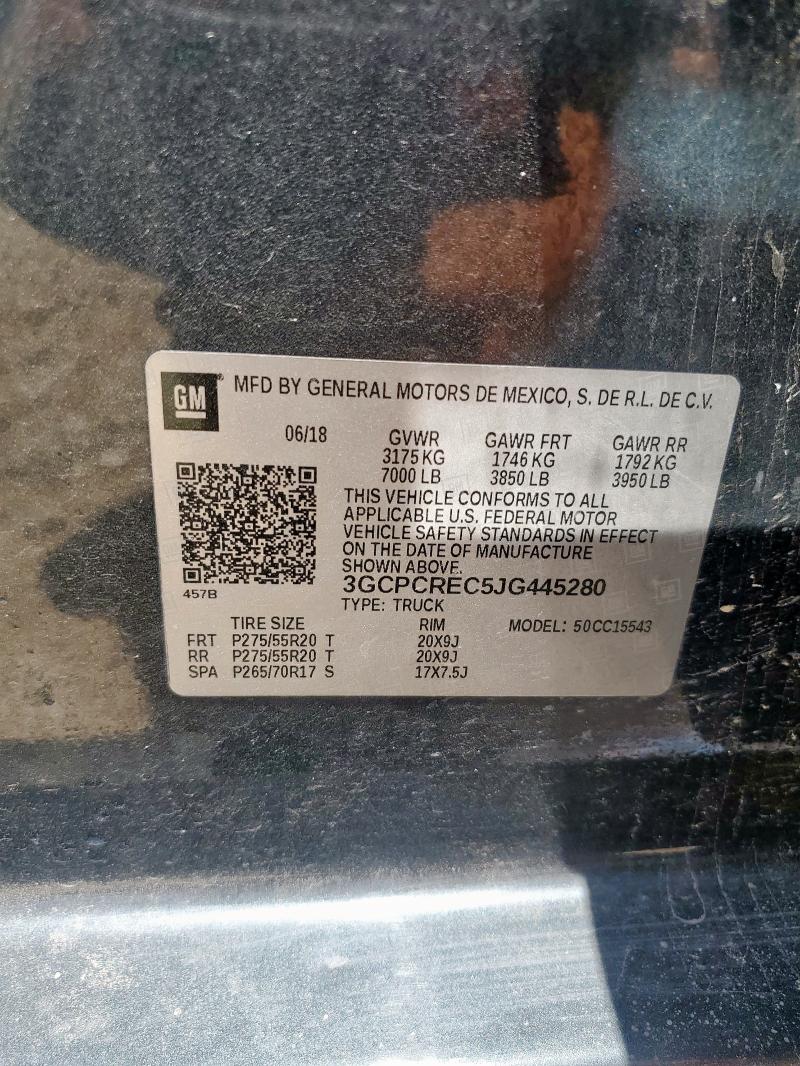 GM MFD BY GENERAL MOTORS DE MEXICO, S. DE R.L. DE C.V.
06/18 GVWR GAWR FRT GAWR RR
3175 KG 1746 KG 1792 KG
7000 LB 3850 LB 3950 LB
THIS VEHICLE CONFORMS TO ALL
APPLICABLE U.S. FEDERAL MOTOR
VEHICLE SAFETY STANDARDS IN EFFECT
ON THE DATE OF MANUFACTURE
SHOWN ABOVE.
3GCPCREC5JG445280
457B
TYPE: TRUCK
TIRE SIZE RIM MODEL: 50CC15543
FRT P275/55R20 T 20X9J
RR P275/55R20 T 20X9J
SPA P265/70R17 S 17X7.5J